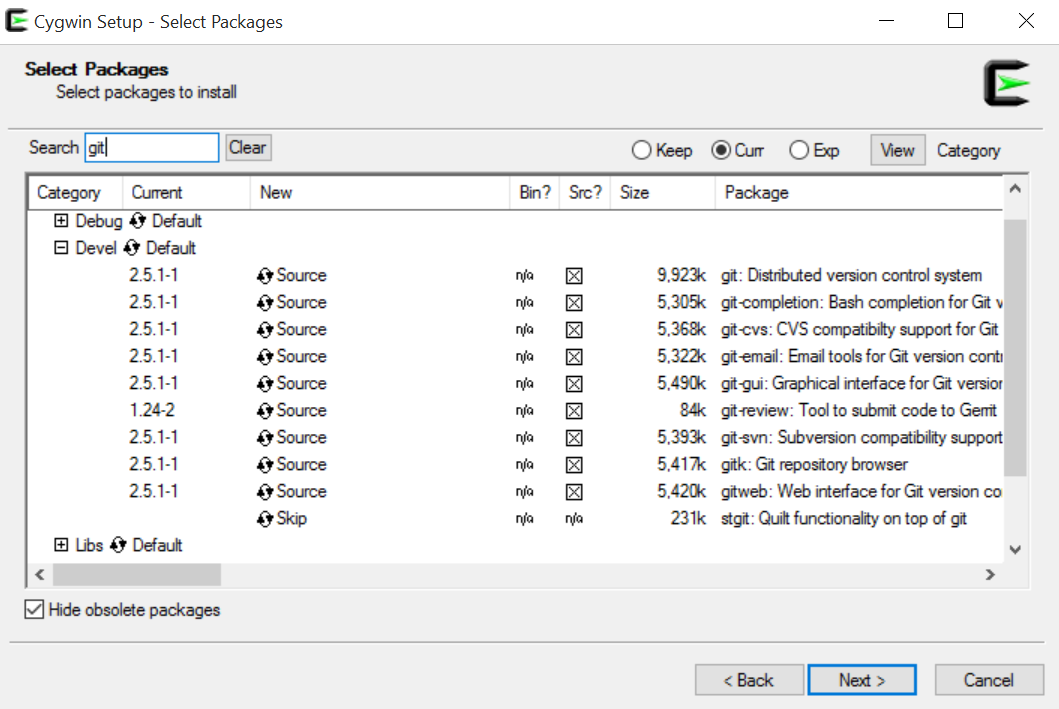 Cygwin Setup - Select Packages
Select Packages
Select packages to install
Search git Clear Keep Curr Exp View Category
Category Current New Bin? Src? Size Package
Debug Default
Devel Default
2.5.1-1 Source n/a 9,923k git: Distributed version control system
2.5.1-1 Source n/a 5,305k git-completion: Bash completion for Git v
2.5.1-1 Source n/a 5,368k git-cvs: CVS compatibilty support for Git
2.5.1-1 Source n/a 5,322k git-email: Email tools for Git version contr
2.5.1-1 Source n/a 5,490k git-gui: Graphical interface for Git version
1.24-2 Source n/a 84k git-review: Tool to submit code to Gerrit
2.5.1-1 Source n/a 5,393k git-svn: Subversion compatibility support
2.5.1-1 Source n/a 5,417k gitk: Git repository browser
2.5.1-1 Source n/a 5,420k gitweb: Web interface for Git version co
Skip n/a n/a 231k stgit: Quilt functionality on top of git
Libs Default
Hide obsolete packages
< Back Next > Cancel